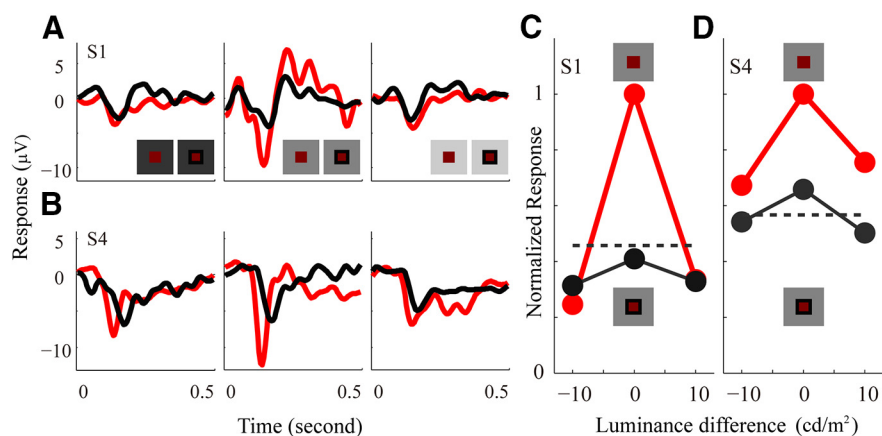 A
S1
5
0
−10
B
S4
5
0
−10
Response (µV)
0
0.5
0
0.5
0
0.5
Time (second)
C
S1
1
0
Normalized Response
−10
0
10
D
S4
−10
0
10
Luminance difference (cd/m²)